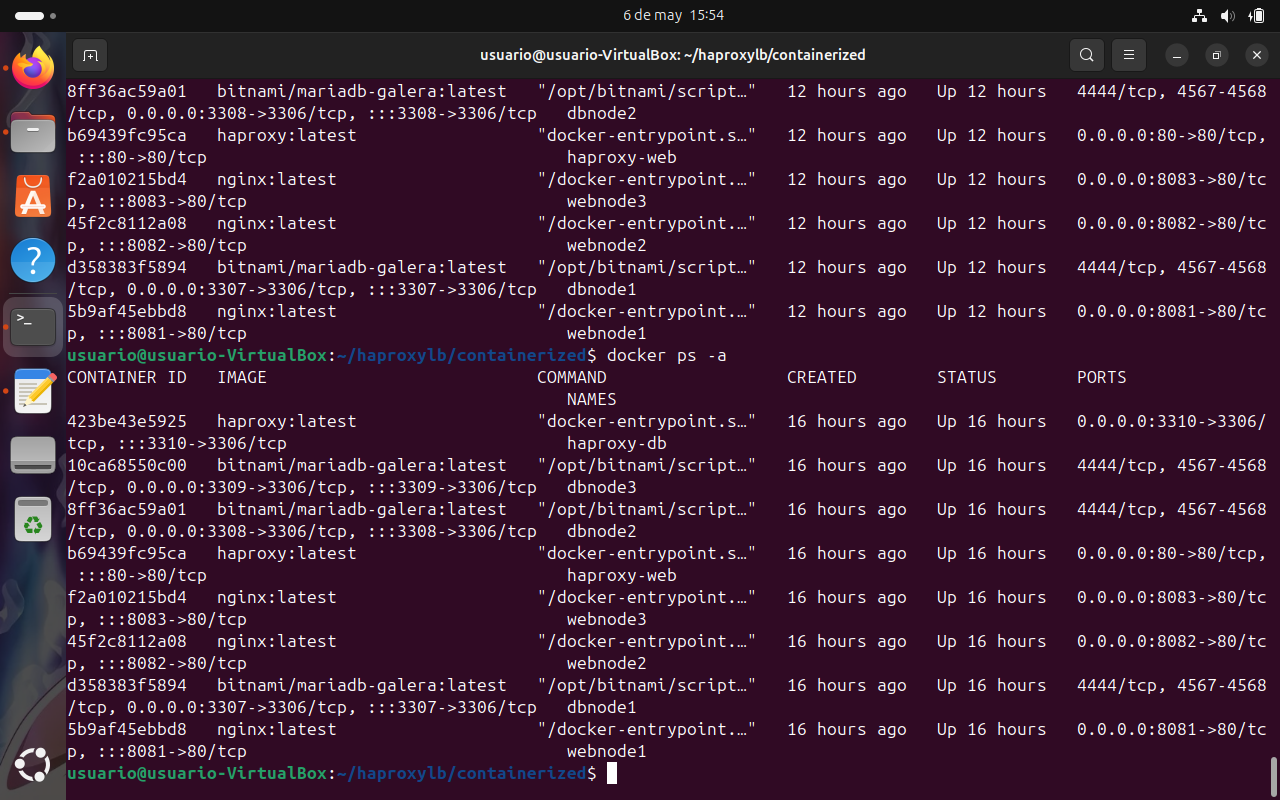 6 de may 15:54
usuario@usuario-VirtualBox: ~/haproxylb/containerized
8ff36ac59a01   bitnami/mariadb-galera:latest   "/opt/bitnami/script…"   12 hours ago   Up 12 hours   4444/tcp, 4567-4568
/tcp, 0.0.0.0:3308->3306/tcp, :::3308->3306/tcp   dbnode2
b69439fc95ca   haproxy:latest                  "docker-entrypoint.s…"   12 hours ago   Up 12 hours   0.0.0.0:80->80/tcp,
 :::80->80/tcp                                    haproxy-web
f2a010215bd4   nginx:latest                    "/docker-entrypoint.…"   12 hours ago   Up 12 hours   0.0.0.0:8083->80/tc
p, :::8083->80/tcp                                webnode3
45f2c8112a08   nginx:latest                    "/docker-entrypoint.…"   12 hours ago   Up 12 hours   0.0.0.0:8082->80/tc
p, :::8082->80/tcp                                webnode2
d358383f5894   bitnami/mariadb-galera:latest   "/opt/bitnami/script…"   12 hours ago   Up 12 hours   4444/tcp, 4567-4568
/tcp, 0.0.0.0:3307->3306/tcp, :::3307->3306/tcp   dbnode1
5b9af45ebbd8   nginx:latest                    "/docker-entrypoint.…"   12 hours ago   Up 12 hours   0.0.0.0:8081->80/tc
p, :::8081->80/tcp                                webnode1
usuario@usuario-VirtualBox:~/haproxylb/containerized$ docker ps -a
CONTAINER ID   IMAGE                           COMMAND                  CREATED        STATUS        PORTS
                                                  NAMES
423be43e5925   haproxy:latest                  "docker-entrypoint.s…"   16 hours ago   Up 16 hours   0.0.0.0:3310->3306/
tcp, :::3310->3306/tcp                            haproxy-db
10ca68550c00   bitnami/mariadb-galera:latest   "/opt/bitnami/script…"   16 hours ago   Up 16 hours   4444/tcp, 4567-4568
/tcp, 0.0.0.0:3309->3306/tcp, :::3309->3306/tcp   dbnode3
8ff36ac59a01   bitnami/mariadb-galera:latest   "/opt/bitnami/script…"   16 hours ago   Up 16 hours   4444/tcp, 4567-4568
/tcp, 0.0.0.0:3308->3306/tcp, :::3308->3306/tcp   dbnode2
b69439fc95ca   haproxy:latest                  "docker-entrypoint.s…"   16 hours ago   Up 16 hours   0.0.0.0:80->80/tcp,
 :::80->80/tcp                                    haproxy-web
f2a010215bd4   nginx:latest                    "/docker-entrypoint.…"   16 hours ago   Up 16 hours   0.0.0.0:8083->80/tc
p, :::8083->80/tcp                                webnode3
45f2c8112a08   nginx:latest                    "/docker-entrypoint.…"   16 hours ago   Up 16 hours   0.0.0.0:8082->80/tc
p, :::8082->80/tcp                                webnode2
d358383f5894   bitnami/mariadb-galera:latest   "/opt/bitnami/script…"   16 hours ago   Up 16 hours   4444/tcp, 4567-4568
/tcp, 0.0.0.0:3307->3306/tcp, :::3307->3306/tcp   dbnode1
5b9af45ebbd8   nginx:latest                    "/docker-entrypoint.…"   16 hours ago   Up 16 hours   0.0.0.0:8081->80/tc
p, :::8081->80/tcp                                webnode1
usuario@usuario-VirtualBox:~/haproxylb/containerized$